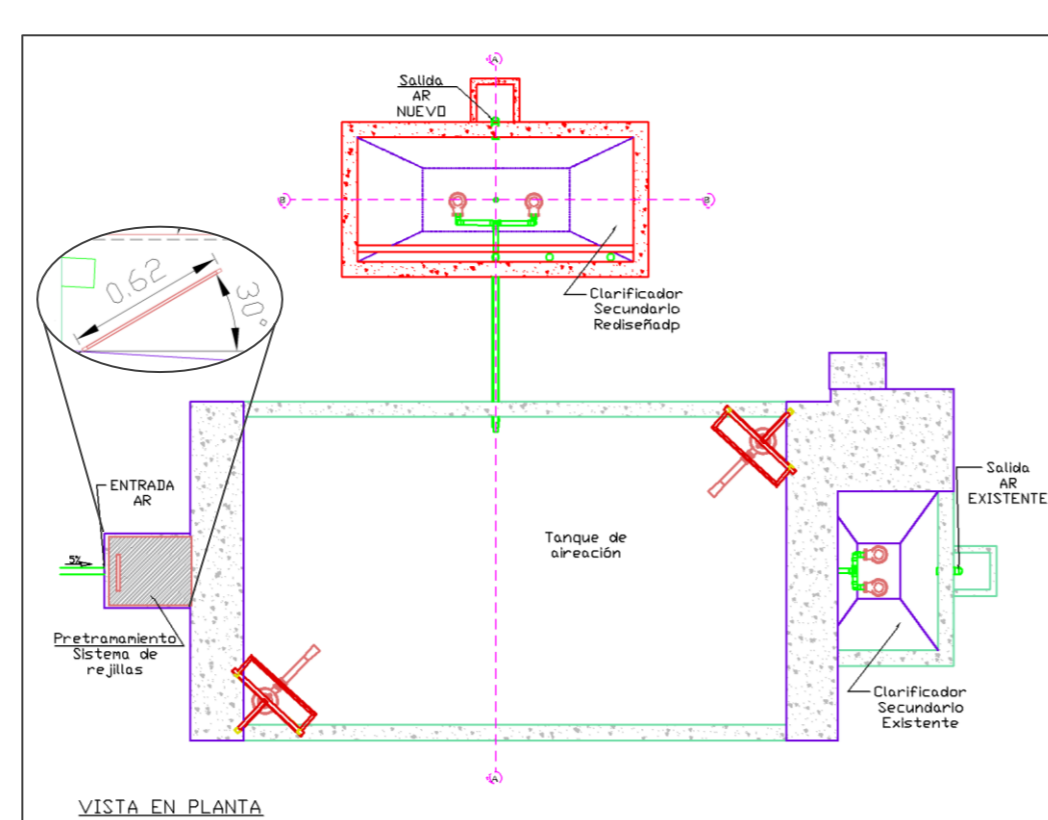 A
Salida
AR
NUEVO
B
B
Clarificador
Secundario
Rediseñadp
0.62
30°
ENTRADA
AR
5%
Pretramamiento
Sistema de
rejillas
Tanque de
aireación
Salida
AR
EXISTENTE
Clarificador
Secundario
Existente
A
VISTA EN PLANTA